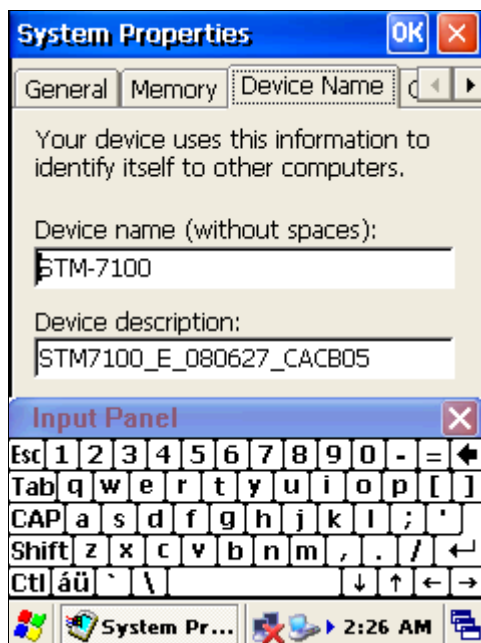 System Properties OK
General Memory Device Name
Your device uses this information to
identify itself to other computers.
Device name (without spaces):
STM-7100
Device description:
STM7100_E_080627_CACB05
Input Panel
Esc 1 2 3 4 5 6 7 8 9 0 - =
Tab q w e r t y u i o p [ ]
CAP a s d f g h j k l ; '
Shift z x c v b n m , . /
Ctl áü ` \
System Pr... 2:26 AM